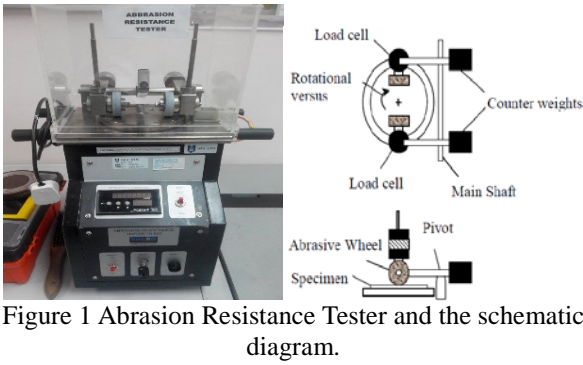 ABBRASION
RESISTANCE
TESTER
Load cell
Rotational
versus
Counter weights
Load cell
Main Shaft
Abrasive Wheel
Pivot
Specimen
Figure 1 Abrasion Resistance Tester and the schematic
diagram.